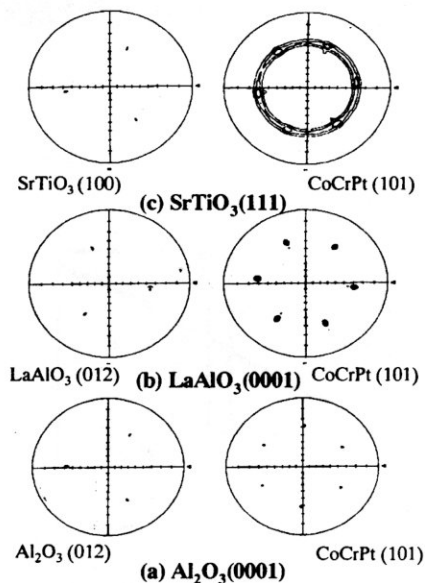 SrTiO₃ (100) CoCrPt (101)
(c) SrTiO₃(111)
LaAlO₃ (012) CoCrPt (101)
(b) LaAlO₃(0001)
Al₂O₃ (012) CoCrPt (101)
(a) Al₂O₃(0001)